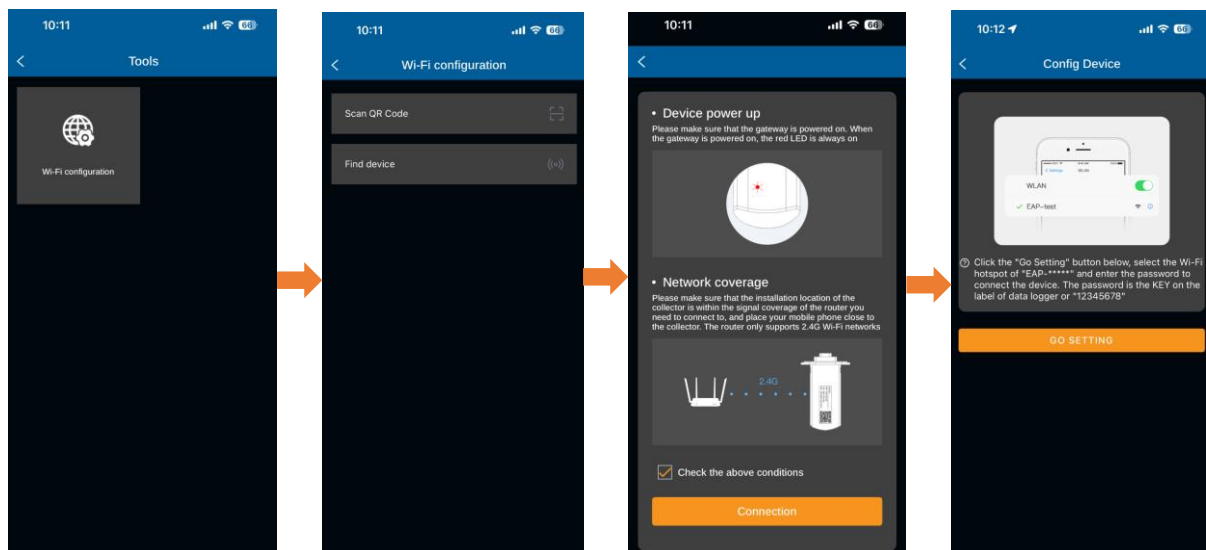 10:11
66
Tools
Wi-Fi configuration
10:11
66
Wi-Fi configuration
Scan QR Code
Find device
10:11
66
• Device power up
Please make sure that the gateway is powered on. When
the gateway is powered on, the red LED is always on
• Network coverage
Please make sure that the installation location of the
collector is within the signal coverage of the router you
need to connect to, and place your mobile phone close to
the collector. The router only supports 2.4G Wi-Fi networks
2.4G
Check the above conditions
Connection
10:12
66
Config Device
WLAN
EAP-test
Click the "Go Setting" button below, select the Wi-Fi
hotspot of "EAP-*****" and enter the password to
connect the device. The password is the KEY on the
label of data logger or "12345678"
GO SETTING